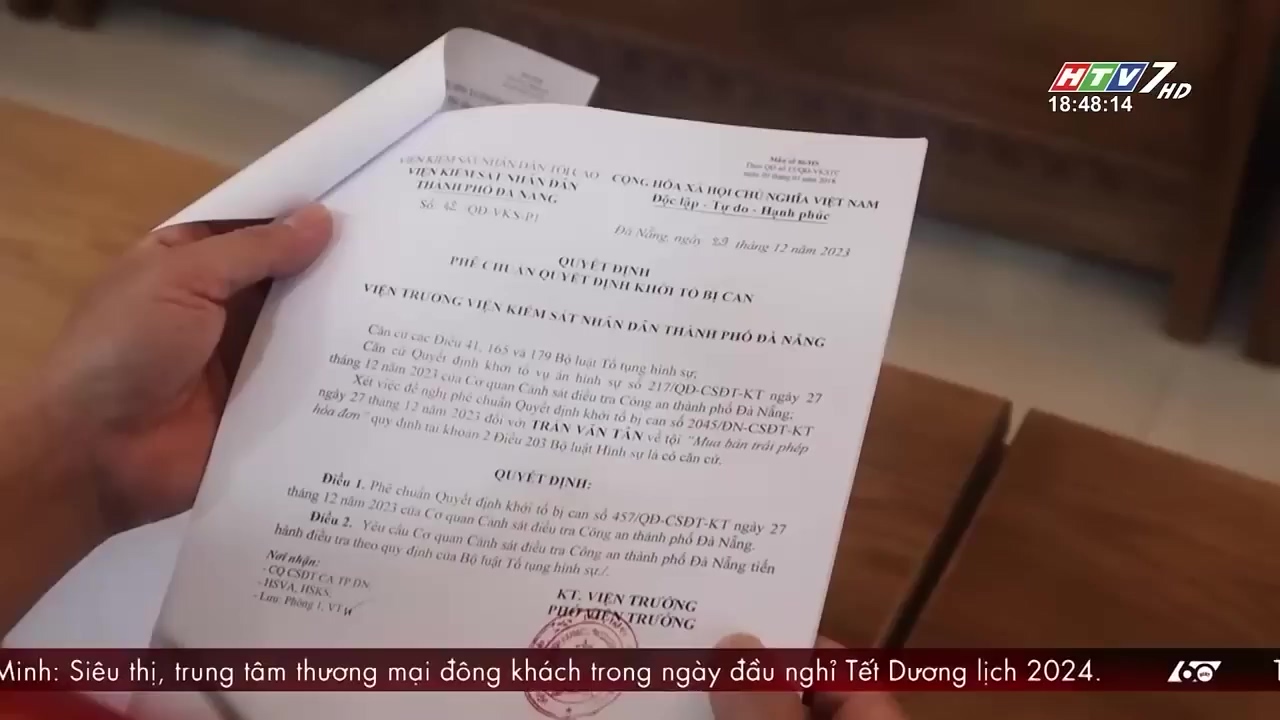 HTV7 HD
18:48:14
Mẫu số 86/HS
VIỆN KIỂM SÁT NHÂN DÂN TỐI CAO
VIỆN KIỂM SÁT NHÂN DÂN
THÀNH PHỐ ĐÀ NẴNG
Số: 42 QĐ-VKS-P1
CỘNG HÒA XÃ HỘI CHỦ NGHĨA VIỆT NAM
Độc lập - Tự do - Hạnh phúc
Đà Nẵng, ngày 29 tháng 12 năm 2023
QUYẾT ĐỊNH
PHÊ CHUẨN QUYẾT ĐỊNH KHỞI TỐ BỊ CAN
VIỆN TRƯỞNG VIỆN KIỂM SÁT NHÂN DÂN THÀNH PHỐ ĐÀ NẴNG
Căn cứ các Điều 41, 165 và 179 Bộ luật Tố tụng hình sự;
Căn cứ Quyết định khởi tố vụ án hình sự số 217/QĐ-CSĐT-KT ngày 27
tháng 12 năm 2023 của Cơ quan Cảnh sát điều tra Công an thành phố Đà Nẵng;
Xét việc đề nghị phê chuẩn Quyết định khởi tố bị can số 2045/ĐN-CSĐT-KT
ngày 27 tháng 12 năm 2023 đối với TRẦN VĂN TÂN về tội "Mua bán trái phép
hóa đơn" quy định tại khoản 2 Điều 203 Bộ luật Hình sự là có căn cứ,
QUYẾT ĐỊNH:
Điều 1. Phê chuẩn Quyết định khởi tố bị can số 457/QĐ-CSĐT-KT ngày 27
tháng 12 năm 2023 của Cơ quan Cảnh sát điều tra Công an thành phố Đà Nẵng.
Điều 2. Yêu cầu Cơ quan Cảnh sát điều tra Công an thành phố Đà Nẵng tiến
hành điều tra theo quy định của Bộ luật Tố tụng hình sự./.
Nơi nhận:
- CQ CSĐT CA TP ĐN;
- HSVA, HSKS;
- Lưu: Phòng 1, VT.
KT. VIỆN TRƯỞNG
PHÓ VIỆN TRƯỞNG
Minh: Siêu thị, trung tâm thương mại đông khách trong ngày đầu nghỉ Tết Dương lịch 2024.
60 giây